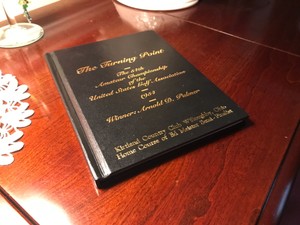 The Turning Point
The 54th
Amateur Championship
of the
United States Golf Association
1954
Winner: Arnold D. Palmer
Kirtland Country Club Willoughby, Ohio
Home Course of